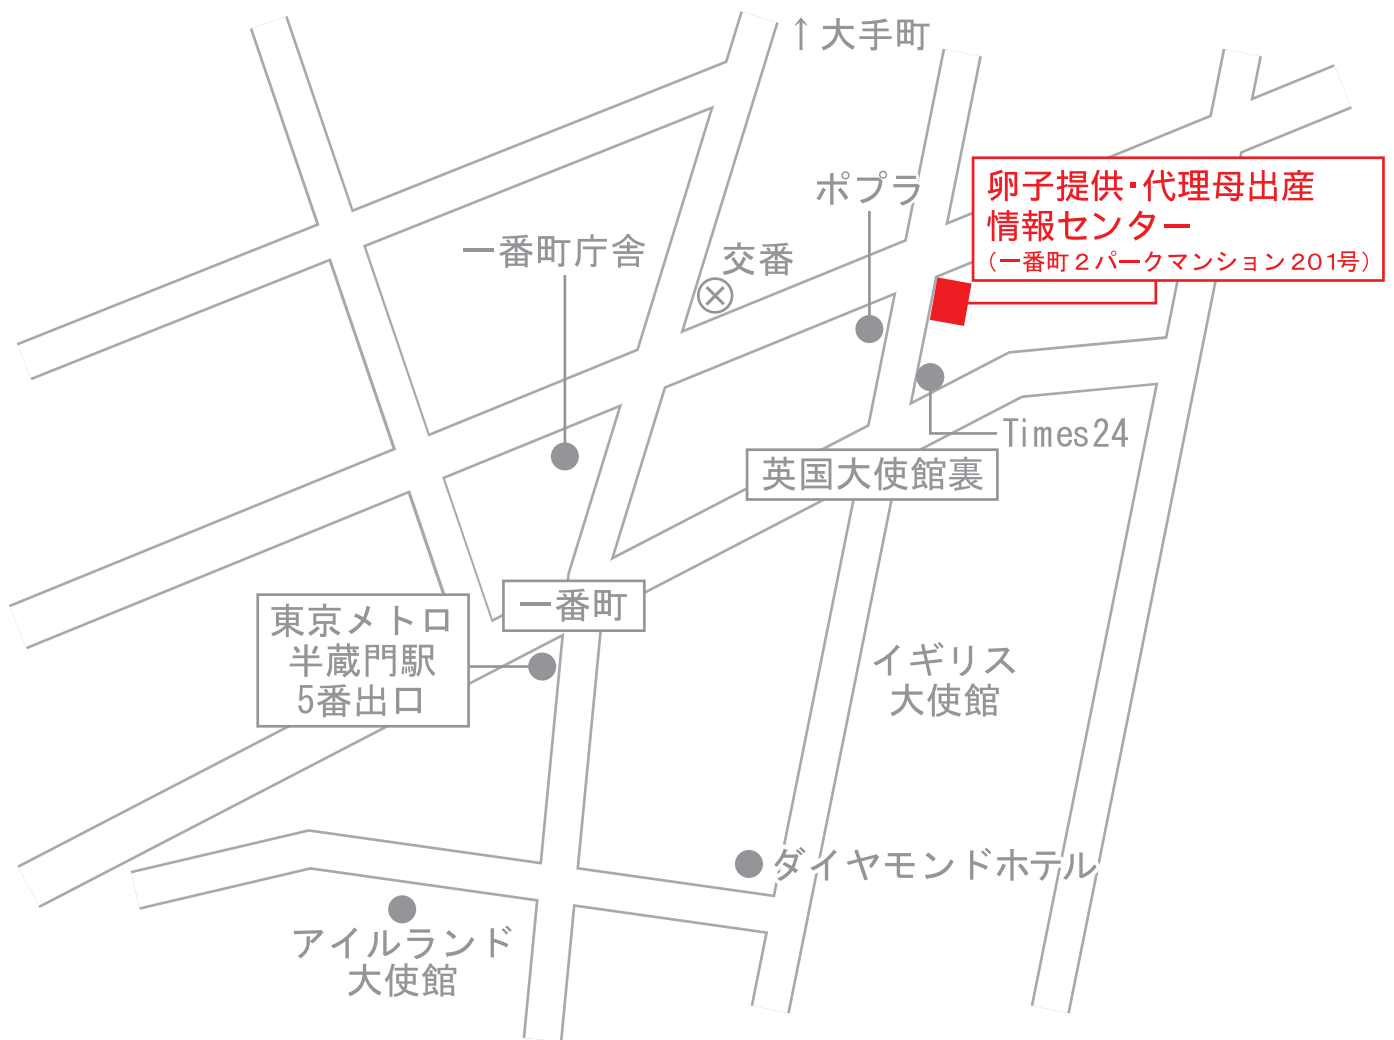 ↑大手町
ポプラ
卵子提供・代理母出産
情報センター
（一番町２パークマンション201号）
一番町庁舎
交番
Times24
英国大使館裏
一番町
東京メトロ
半蔵門駅
5番出口
イギリス
大使館
ダイヤモンドホテル
アイルランド
大使館